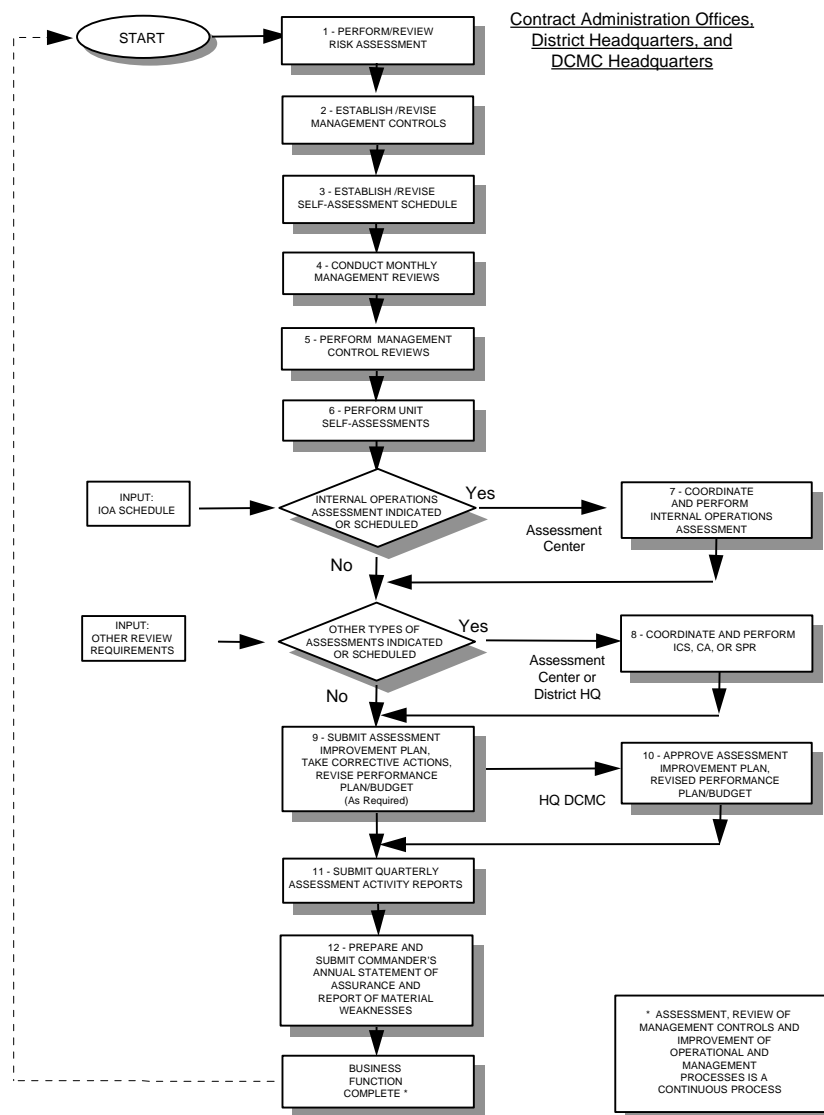 Contract Administration Offices,
District Headquarters, and
DCMC Headquarters
START
1 - PERFORM/REVIEW
RISK ASSESSMENT
2 - ESTABLISH /REVISE
MANAGEMENT CONTROLS
3 - ESTABLISH /REVISE
SELF-ASSESSMENT SCHEDULE
4 - CONDUCT MONTHLY
MANAGEMENT REVIEWS
5 - PERFORM MANAGEMENT
CONTROL REVIEWS
6 - PERFORM UNIT
SELF-ASSESSMENTS
INPUT:
IOA SCHEDULE
INTERNAL OPERATIONS
ASSESSMENT INDICATED
OR SCHEDULED
Yes
Assessment
Center
7 - COORDINATE
AND PERFORM
INTERNAL OPERATIONS
ASSESSMENT
No
INPUT:
OTHER REVIEW
REQUIREMENTS
OTHER TYPES OF
ASSESSMENTS INDICATED
OR SCHEDULED
Yes
Assessment
Center or
District HQ
8 - COORDINATE AND PERFORM
ICS, CA, OR SPR
No
9 - SUBMIT ASSESSMENT
IMPROVEMENT PLAN,
TAKE CORRECTIVE ACTIONS,
REVISE PERFORMANCE
PLAN/BUDGET
(As Required)
HQ DCMC
10 - APPROVE ASSESSMENT
IMPROVEMENT PLAN,
REVISED PERFORMANCE
PLAN/BUDGET
11 - SUBMIT QUARTERLY
ASSESSMENT ACTIVITY REPORTS
12 - PREPARE AND
SUBMIT COMMANDER'S
ANNUAL STATEMENT OF
ASSURANCE AND
REPORT OF MATERIAL
WEAKNESSES
BUSINESS
FUNCTION
COMPLETE *
* ASSESSMENT, REVIEW OF
MANAGEMENT CONTROLS AND
IMPROVEMENT OF
OPERATIONAL AND
MANAGEMENT
PROCESSES IS A
CONTINUOUS PROCESS